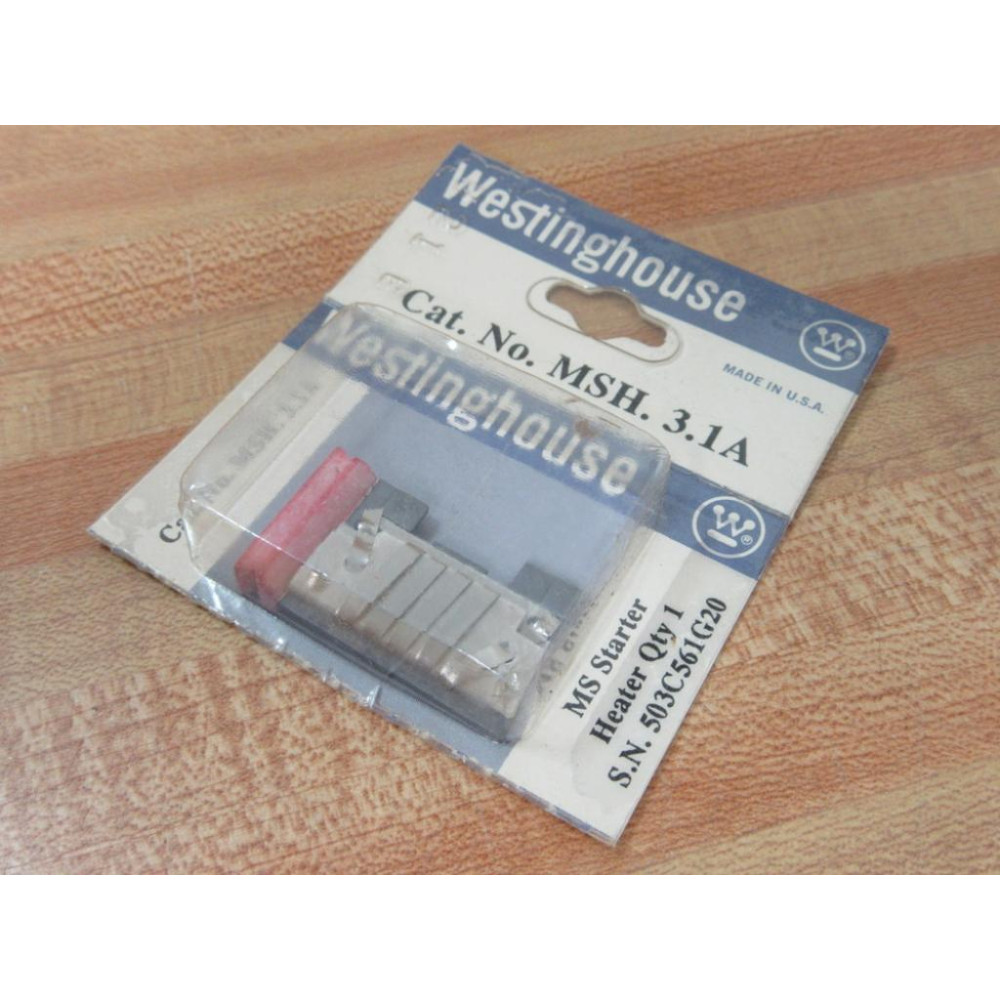 Westinghouse
W ®
MADE IN U.S.A.
Cat. No. MSH. 3.1A
Westinghouse
W ®
MS Starter
Heater Qty 1
S.N. 503C561G20